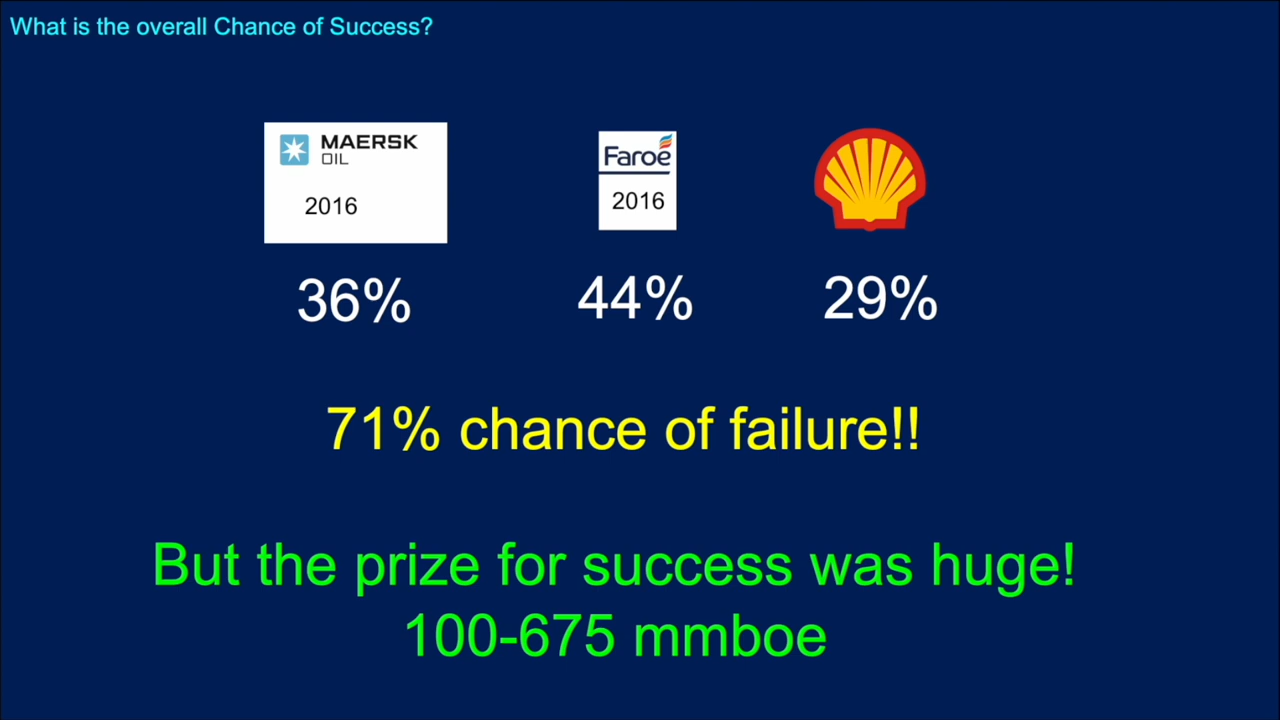 What is the overall Chance of Success?
MAERSK
OIL
2016
Faroe
2016
36%
44%
29%
71% chance of failure!!
But the prize for success was huge!
100-675 mmboe